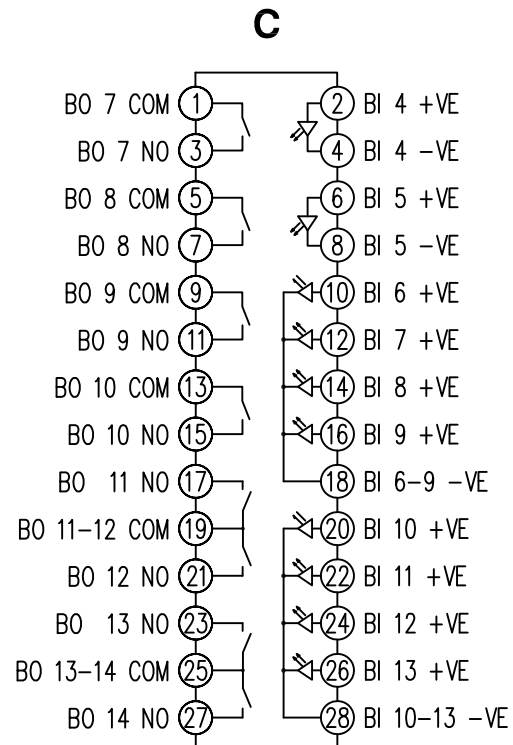 C
BO 7 COM 1 2 BI 4 +VE
BO 7 NO 3 4 BI 4 -VE
BO 8 COM 5 6 BI 5 +VE
BO 8 NO 7 8 BI 5 -VE
BO 9 COM 9 10 BI 6 +VE
BO 9 NO 11 12 BI 7 +VE
BO 10 COM 13 14 BI 8 +VE
BO 10 NO 15 16 BI 9 +VE
BO 11 NO 17 18 BI 6-9 -VE
BO 11-12 COM 19 20 BI 10 +VE
BO 12 NO 21 22 BI 11 +VE
BO 13 NO 23 24 BI 12 +VE
BO 13-14 COM 25 26 BI 13 +VE
BO 14 NO 27 28 BI 10-13 -VE